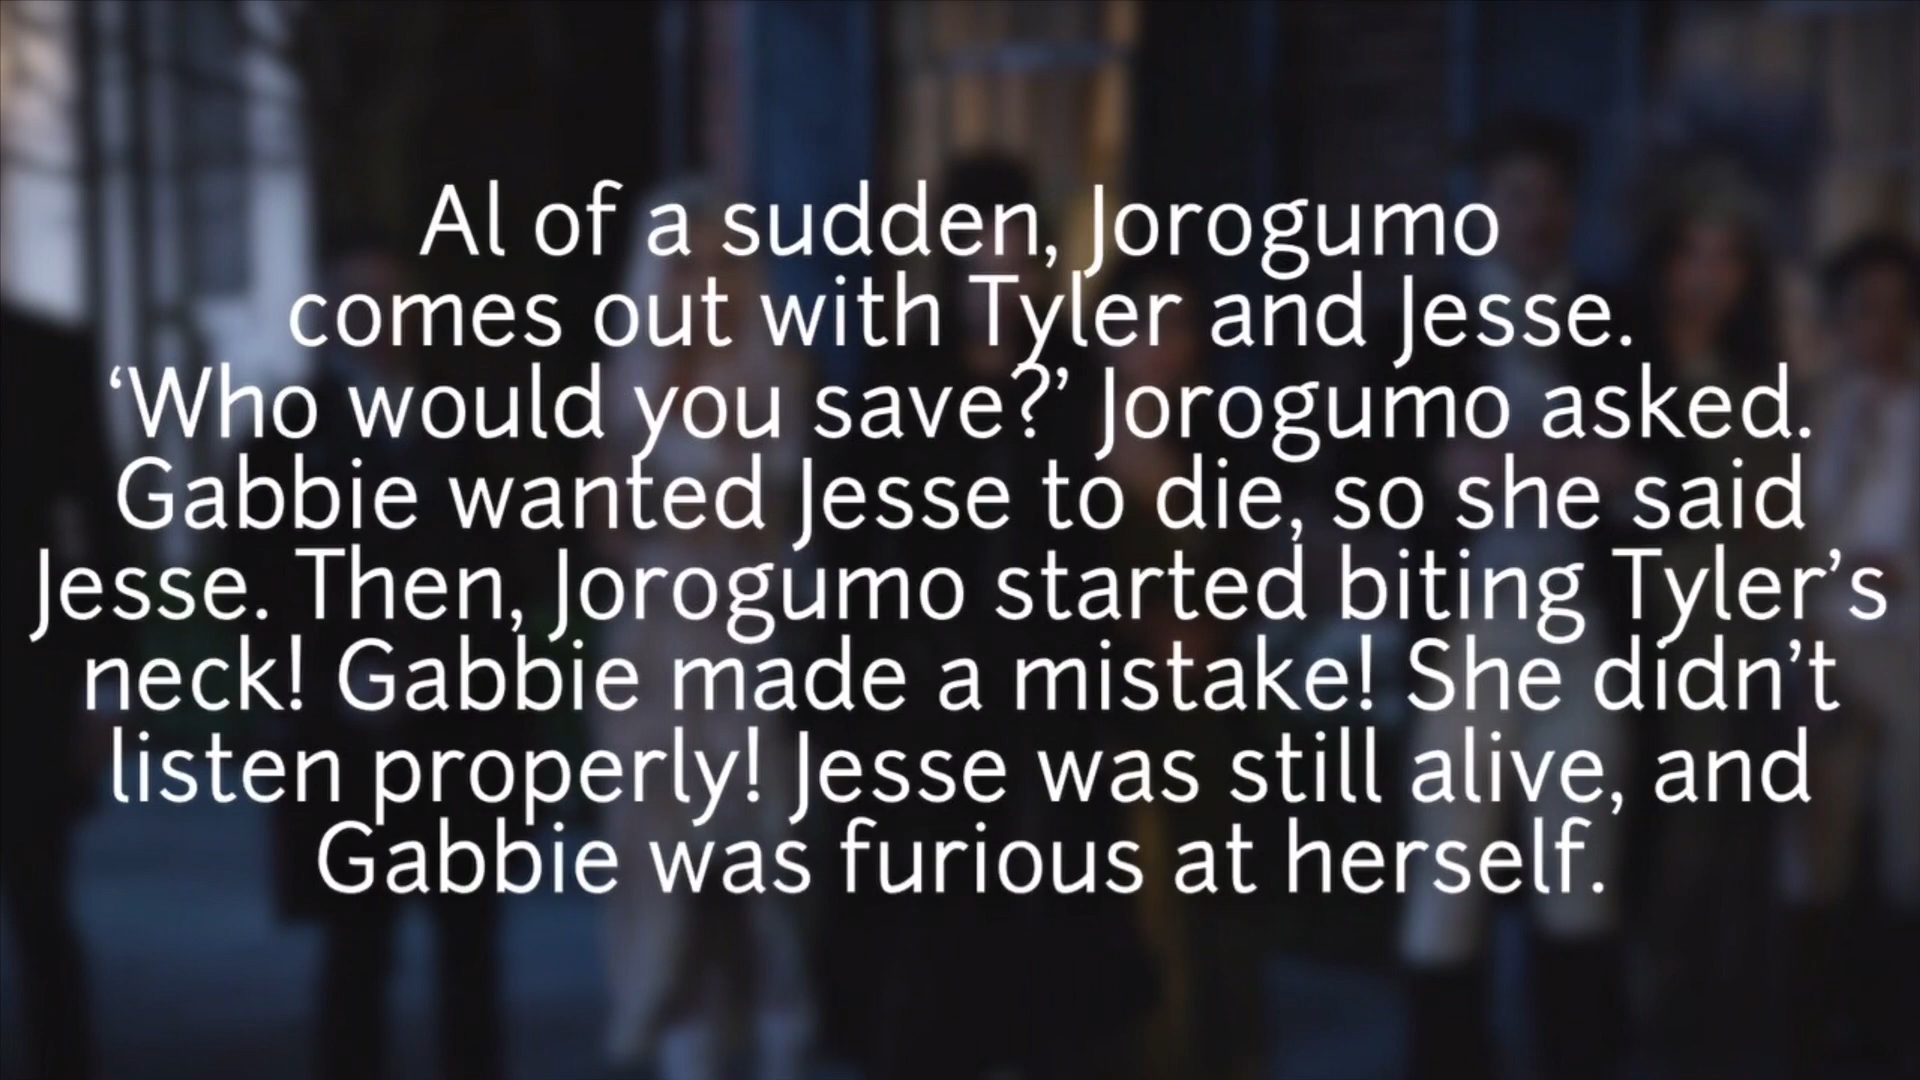 Al of a sudden, Jorogumo
comes out with Tyler and Jesse.
‘Who would you save?’ Jorogumo asked.
Gabbie wanted Jesse to die, so she said
Jesse. Then, Jorogumo started biting Tyler’s
neck! Gabbie made a mistake! She didn’t
listen properly! Jesse was still alive, and
Gabbie was furious at herself.